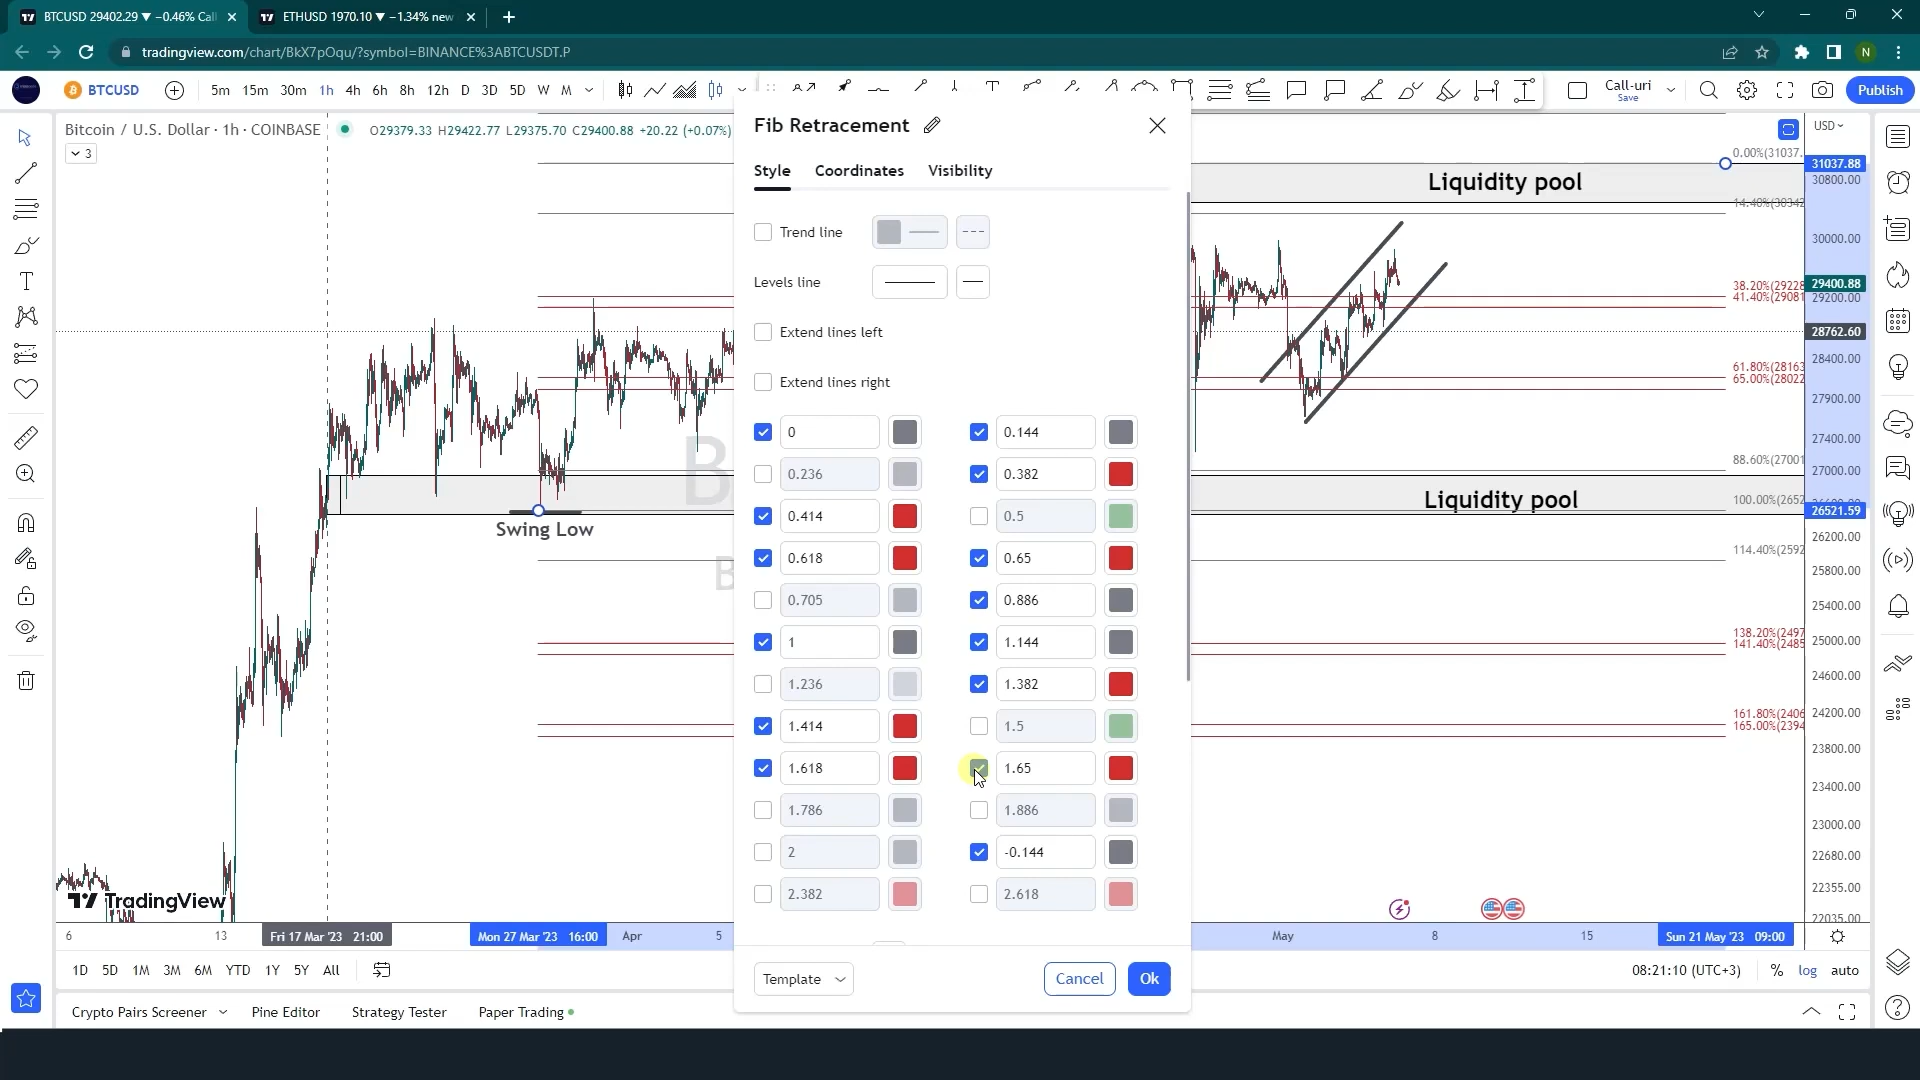 BTCUSD 29402.29 ▼ −0.46% Cal
ETHUSD 1970.10 ▼ −1.34% new
tradingview.com/chart/BkX7pOqu/?symbol=BINANCE%3ABTCUSDT.P
N
BTCUSD
5m 15m 30m 1h 4h 6h 8h 12h D 3D 5D W M
Call-uri
Save
Publish
Bitcoin / U.S. Dollar · 1h · COINBASE
O29379.33 H29422.77 L29375.70 C29400.88 +20.22 (+0.07%)
3
Fib Retracement
Style Coordinates Visibility
Trend line
Levels line
Extend lines left
Extend lines right
0 0.144
0.236 0.382
0.414 0.5
0.618 0.65
0.705 0.886
1 1.144
1.236 1.382
1.414 1.5
1.618 1.65
1.786 1.886
2 -0.144
2.382 2.618
Template
Cancel
Ok
Swing Low
B
B
TradingView
Liquidity pool
Liquidity pool
0.00%(31037.
14.40%(30342
38.20%(29228
41.40%(29081
61.80%(28163
65.00%(28022
88.60%(27001
100.00%(2652
114.40%(2592
138.20%(2497
141.40%(2485
161.80%(2406
165.00%(2394
USD
31037.88
30800.00
30000.00
29400.88
29200.00
28762.60
28400.00
27900.00
27400.00
27000.00
26521.59
26200.00
25800.00
25400.00
25000.00
24600.00
24200.00
23800.00
23400.00
23000.00
22680.00
22355.00
22035.00
6 13 Fri 17 Mar '23 21:00 Mon 27 Mar '23 16:00 Apr 5 May 8 15 Sun 21 May '23 09:00
1D 5D 1M 3M 6M YTD 1Y 5Y All
08:21:10 (UTC+3) % log auto
Crypto Pairs Screener Pine Editor Strategy Tester Paper Trading